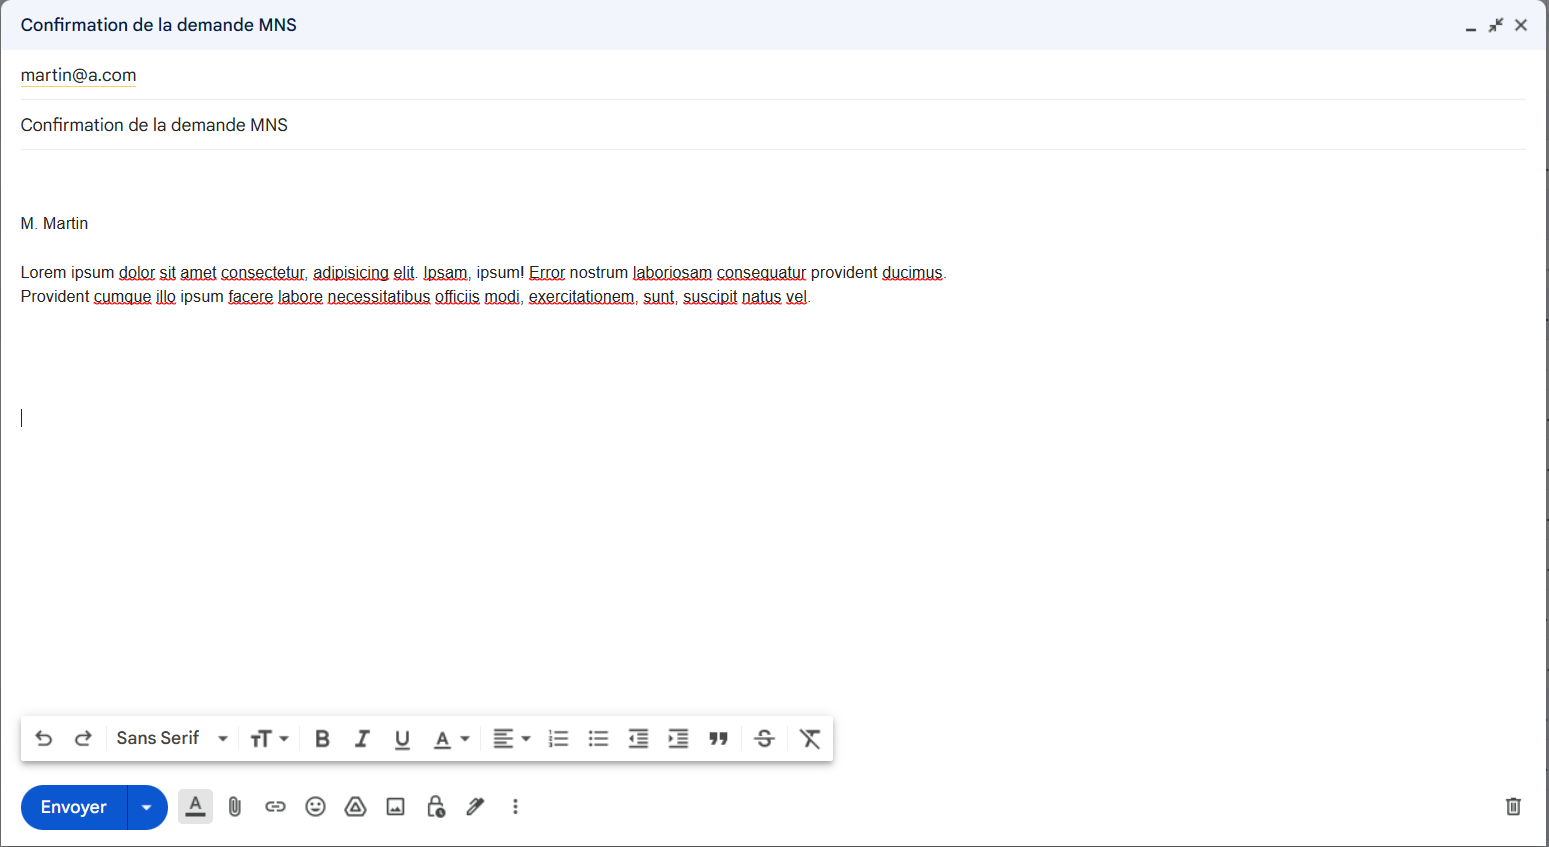 Confirmation de la demande MNS
martin@a.com
Confirmation de la demande MNS
M. Martin
Lorem ipsum dolor sit amet consectetur, adipisicing elit. Ipsam, ipsum! Error nostrum laboriosam consequatur provident ducimus.
Provident cumque illo ipsum facere labore necessitatibus officiis modi, exercitationem, sunt, suscipit natus vel.
Sans Serif
Envoyer